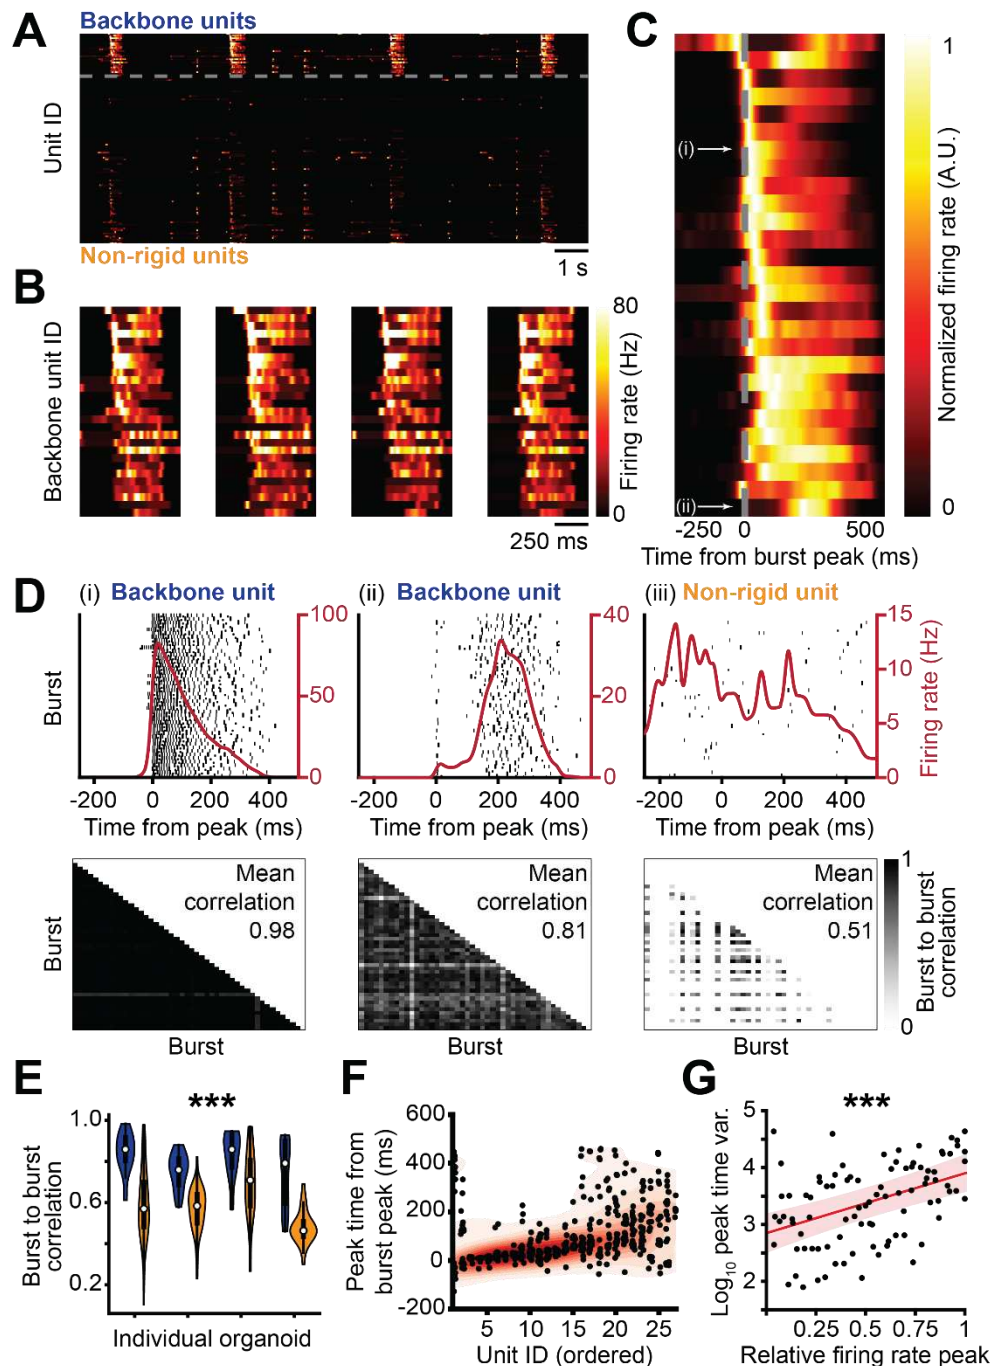 A
Backbone units
Unit ID
Non-rigid units
1 s
B
Backbone unit ID
80
Firing rate (Hz)
0
250 ms
C
(i)
(ii)
-250 0 500
Time from burst peak (ms)
1
Normalized firing rate (A.U.)
0
D
(i) Backbone unit
100
50
0
Burst
-200 0 200 400
Time from peak (ms)
(ii) Backbone unit
40
20
0
-200 0 200 400
Time from peak (ms)
(iii) Non-rigid unit
15
10
5
0
Firing rate (Hz)
-200 0 200 400
Time from peak (ms)
Mean
correlation
0.98
Burst
Burst
Mean
correlation
0.81
Burst
Mean
correlation
0.51
Burst
1
0
Burst to burst
correlation
E
***
1.0
0.6
0.2
Burst to burst
correlation
Individual organoid
F
600
400
200
0
-200
Peak time from
burst peak (ms)
5 10 15 20 25
Unit ID (ordered)
G
***
5
4
3
2
Log10 peak time var.
0.25 0.5 0.75 1
Relative firing rate peak